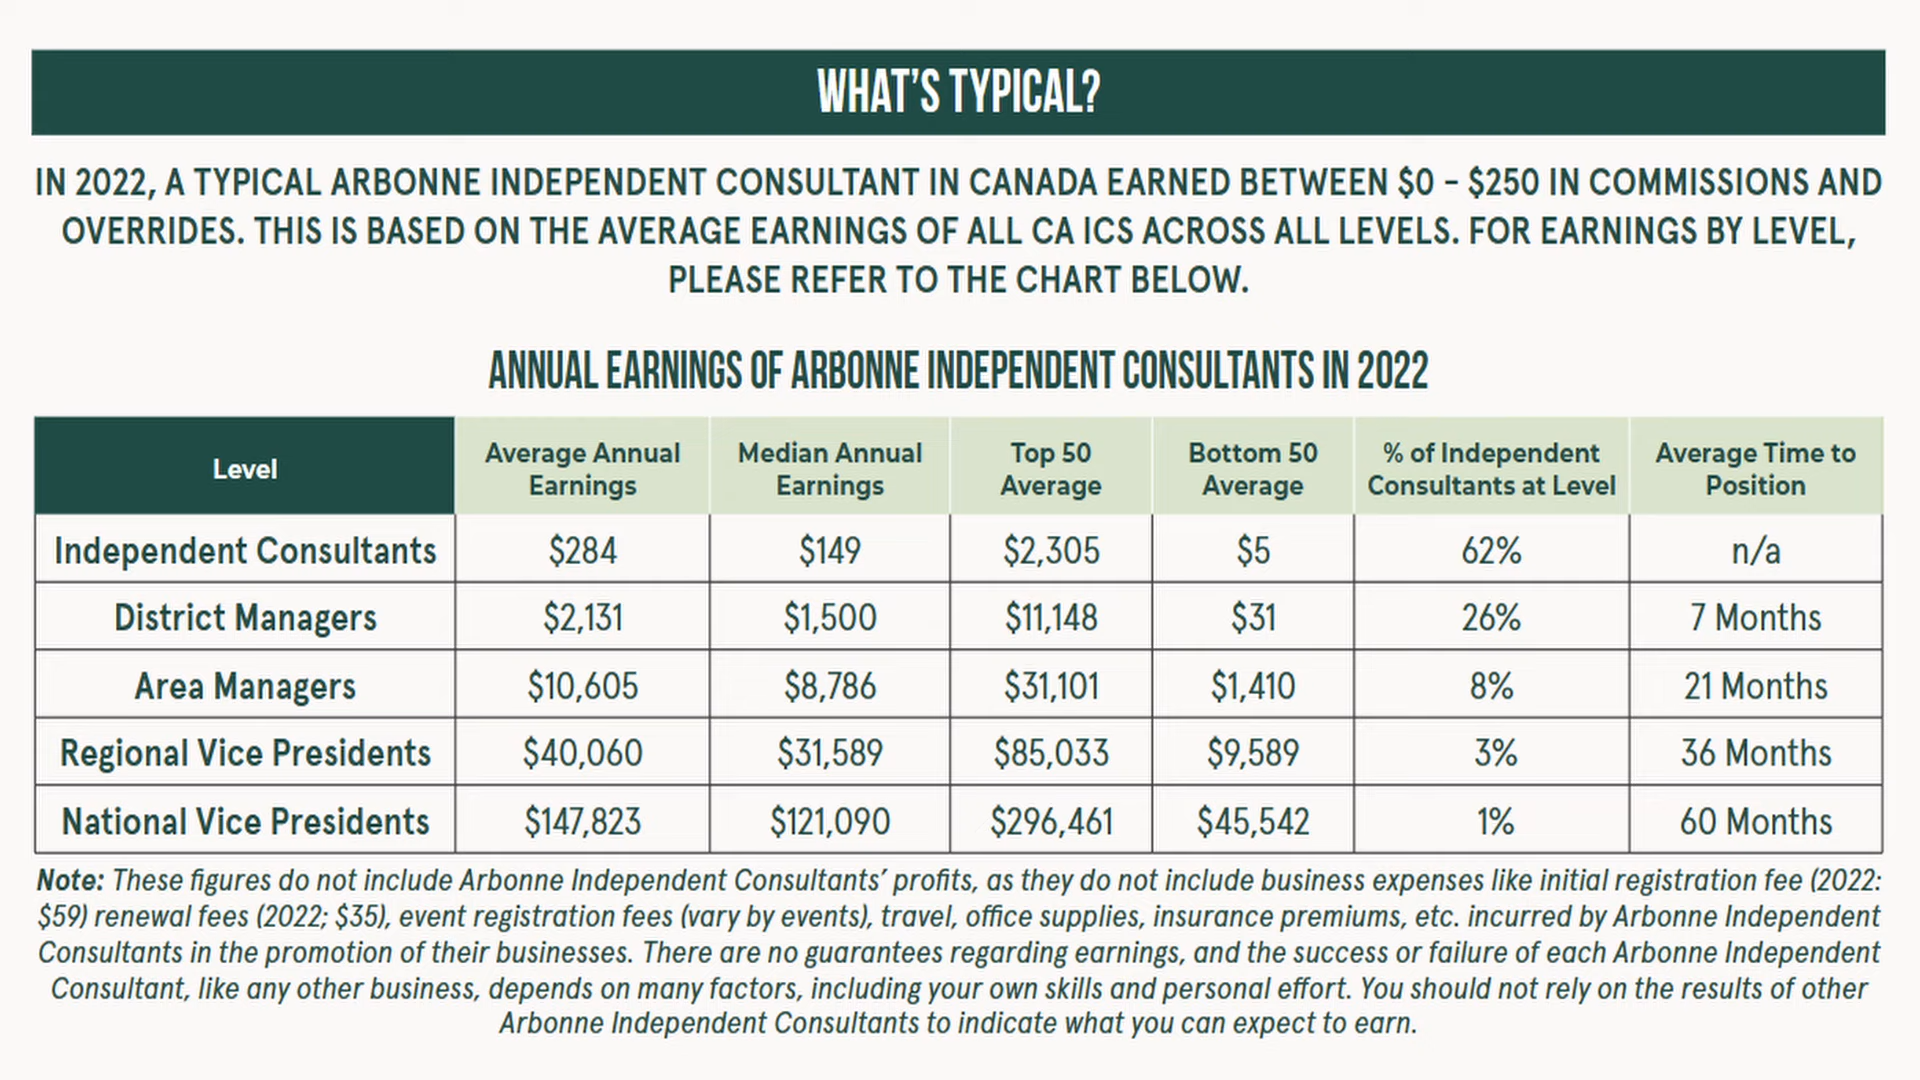 WHAT'S TYPICAL?
IN 2022, A TYPICAL ARBONNE INDEPENDENT CONSULTANT IN CANADA EARNED BETWEEN $0 – $250 IN COMMISSIONS AND
OVERRIDES. THIS IS BASED ON THE AVERAGE EARNINGS OF ALL CA ICS ACROSS ALL LEVELS. FOR EARNINGS BY LEVEL,
PLEASE REFER TO THE CHART BELOW.
ANNUAL EARNINGS OF ARBONNE INDEPENDENT CONSULTANTS IN 2022
Level Average Annual Earnings Median Annual Earnings Top 50 Average Bottom 50 Average % of Independent Consultants at Level Average Time to Position
Independent Consultants $284 $149 $2,305 $5 62% n/a
District Managers $2,131 $1,500 $11,148 $31 26% 7 Months
Area Managers $10,605 $8,786 $31,101 $1,410 8% 21 Months
Regional Vice Presidents $40,060 $31,589 $85,033 $9,589 3% 36 Months
National Vice Presidents $147,823 $121,090 $296,461 $45,542 1% 60 Months
Note: These figures do not include Arbonne Independent Consultants' profits, as they do not include business expenses like initial registration fee (2022:
$59) renewal fees (2022; $35), event registration fees (vary by events), travel, office supplies, insurance premiums, etc. incurred by Arbonne Independent
Consultants in the promotion of their businesses. There are no guarantees regarding earnings, and the success or failure of each Arbonne Independent
Consultant, like any other business, depends on many factors, including your own skills and personal effort. You should not rely on the results of other
Arbonne Independent Consultants to indicate what you can expect to earn.